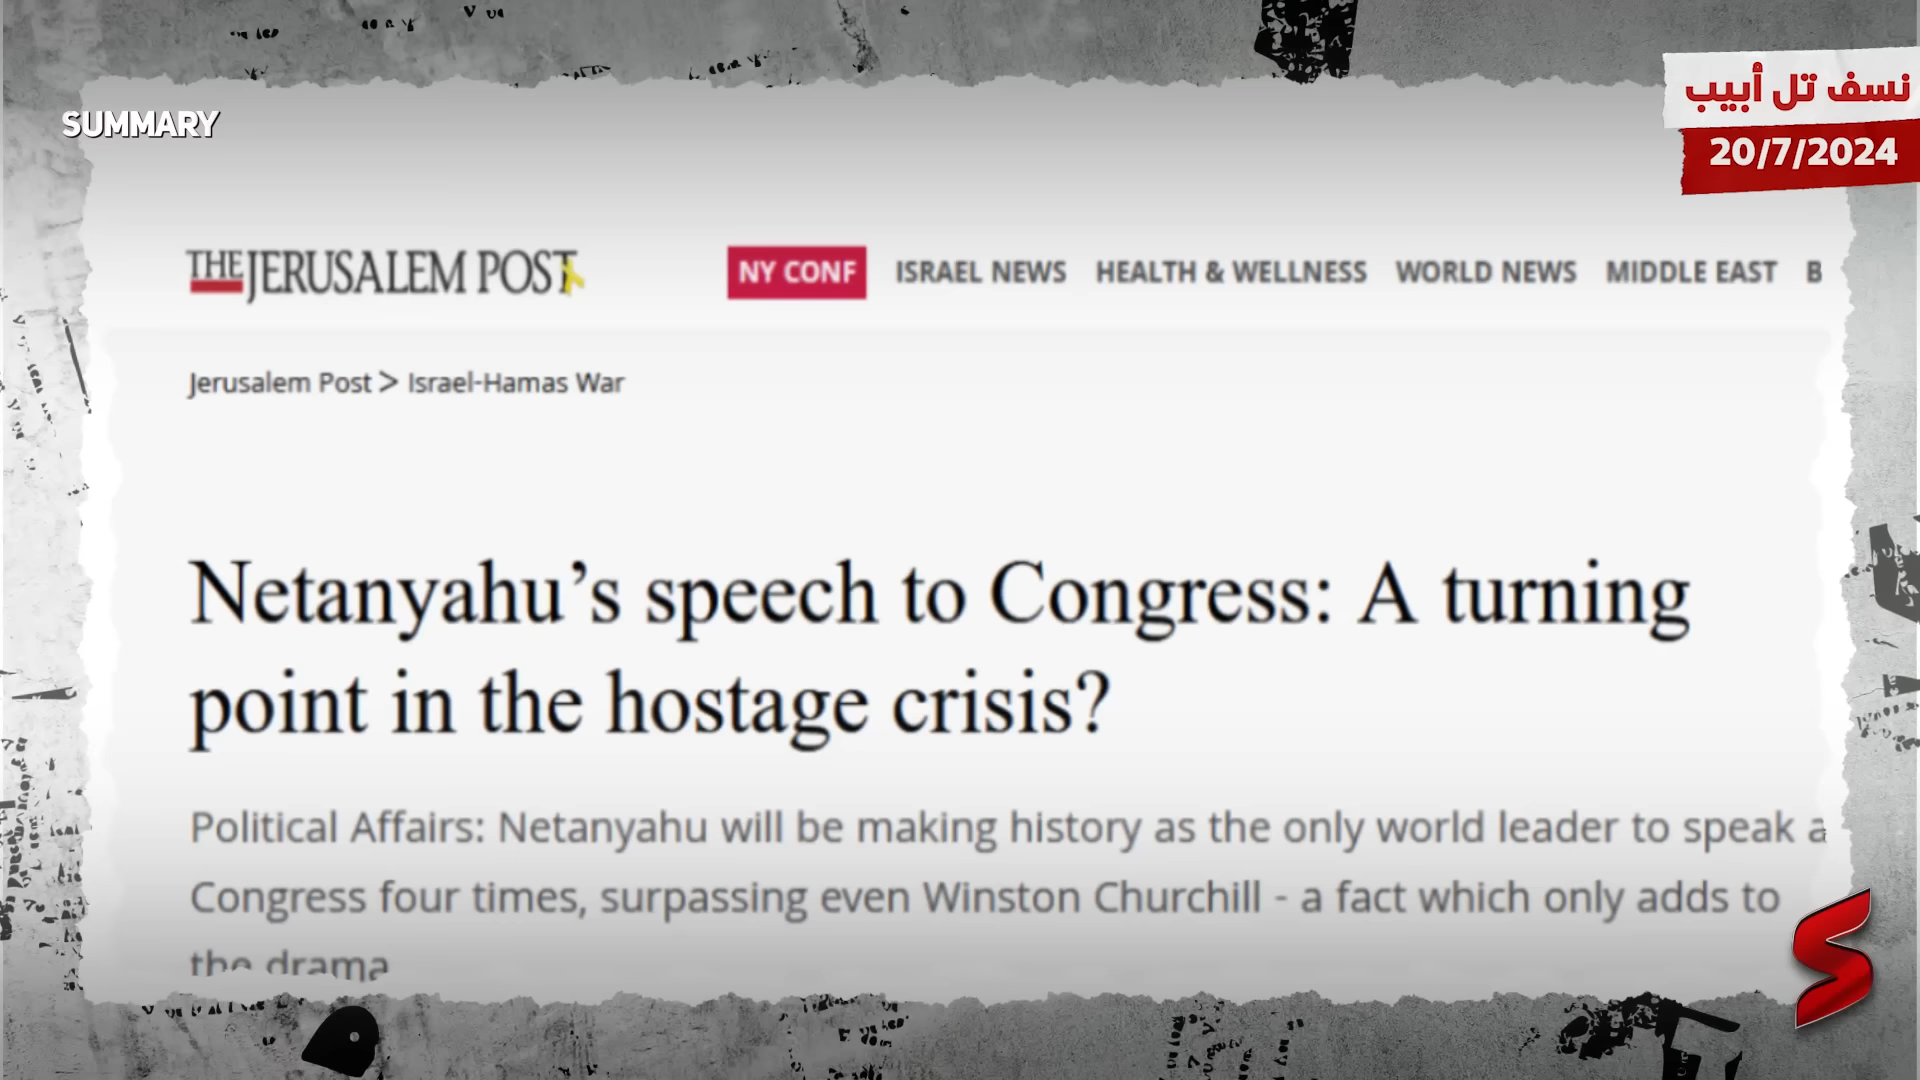 SUMMARY
نسف تل أبيب
20/7/2024
THE JERUSALEM POST
NY CONF ISRAEL NEWS HEALTH & WELLNESS WORLD NEWS MIDDLE EAST B
Jerusalem Post > Israel-Hamas War
Netanyahu’s speech to Congress: A turning
point in the hostage crisis?
Political Affairs: Netanyahu will be making history as the only world leader to speak a
Congress four times, surpassing even Winston Churchill - a fact which only adds to
the drama